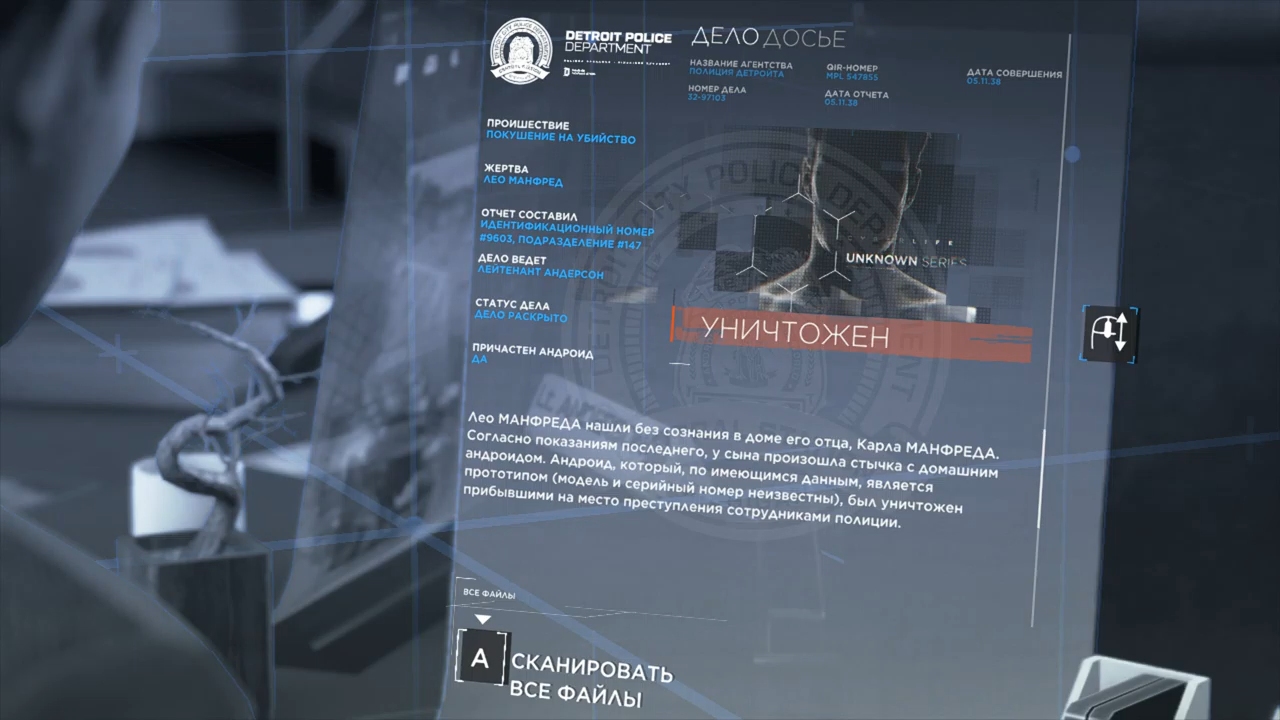 DETROIT POLICE
DEPARTMENT
ДЕЛО ДОСЬЕ
НАЗВАНИЕ АГЕНТСТВА
ПОЛИЦИЯ ДЕТРОЙТА
QIR-НОМЕР
MPL 547855
ДАТА СОВЕРШЕНИЯ
05.11.38
НОМЕР ДЕЛА
32-97103
ДАТА ОТЧЕТА
05.11.38
ПРОИШЕСТВИЕ
ПОКУШЕНИЕ НА УБИЙСТВО
ЖЕРТВА
ЛЕО МАНФРЕД
ОТЧЕТ СОСТАВИЛ
ИДЕНТИФИКАЦИОННЫЙ НОМЕР
#9603, ПОДРАЗДЕЛЕНИЕ #147
ДЕЛО ВЕДЕТ
ЛЕЙТЕНАНТ АНДЕРСОН
СТАТУС ДЕЛА
ДЕЛО РАСКРЫТО
ПРИЧАСТЕН АНДРОИД
ДА
LIFE
UNKNOWN SERIES
УНИЧТОЖЕН
Лео МАНФРЕДА нашли без сознания в доме его отца, Карла МАНФРЕДА.
Согласно показаниям последнего, у сына произошла стычка с домашним
андроидом. Андроид, который, по имеющимся данным, является
прототипом (модель и серийный номер неизвестны), был уничтожен
прибывшими на место преступления сотрудниками полиции.
ВСЕ ФАЙЛЫ
A
СКАНИРОВАТЬ
ВСЕ ФАЙЛЫ